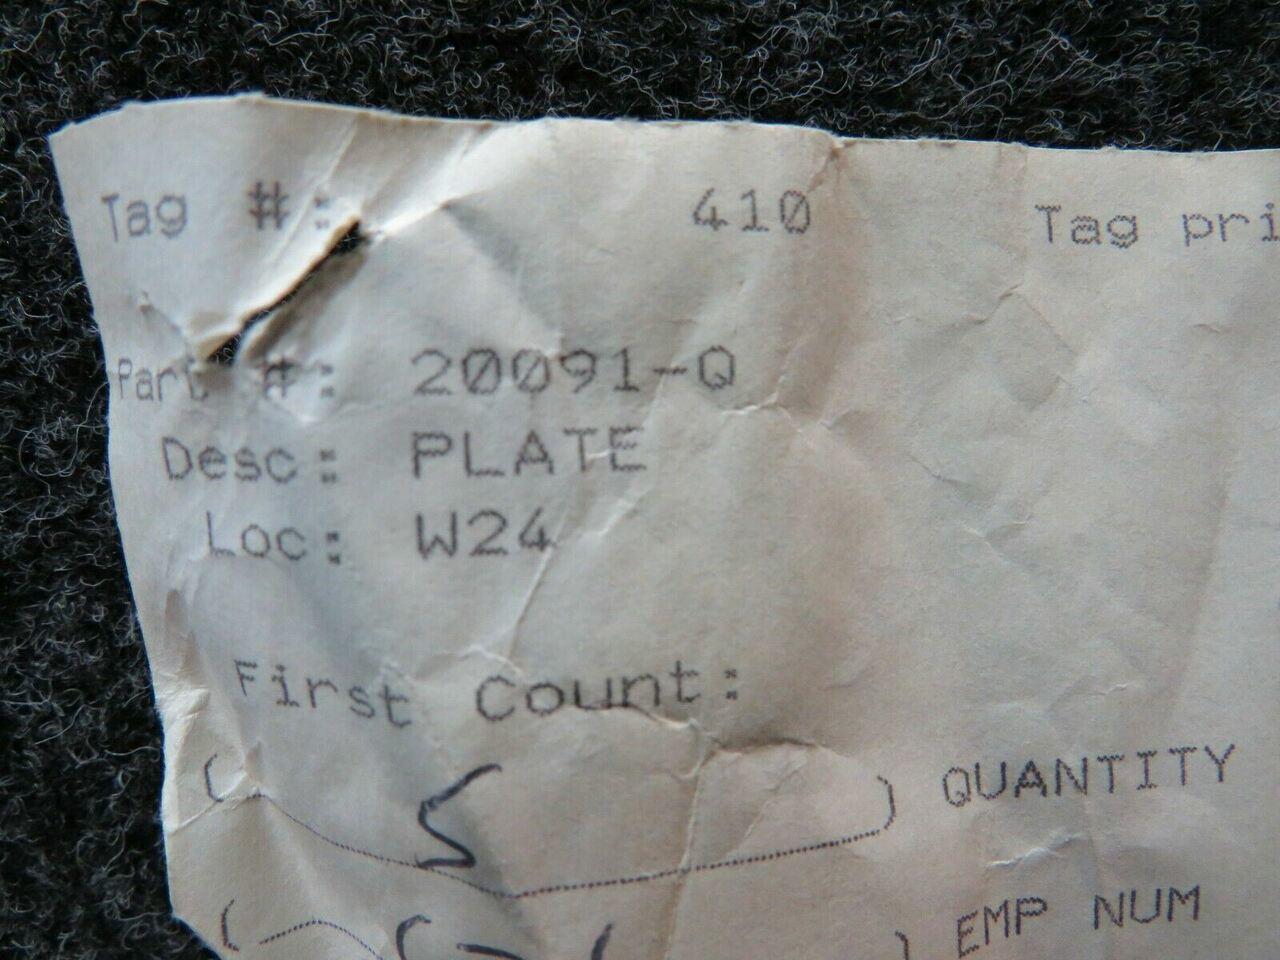 Tag #: 410 Tag pri
Part #: 20091-Q
Desc: PLATE
Loc: W24
First Count:
( 5 ) QUANTITY
( ) EMP NUM